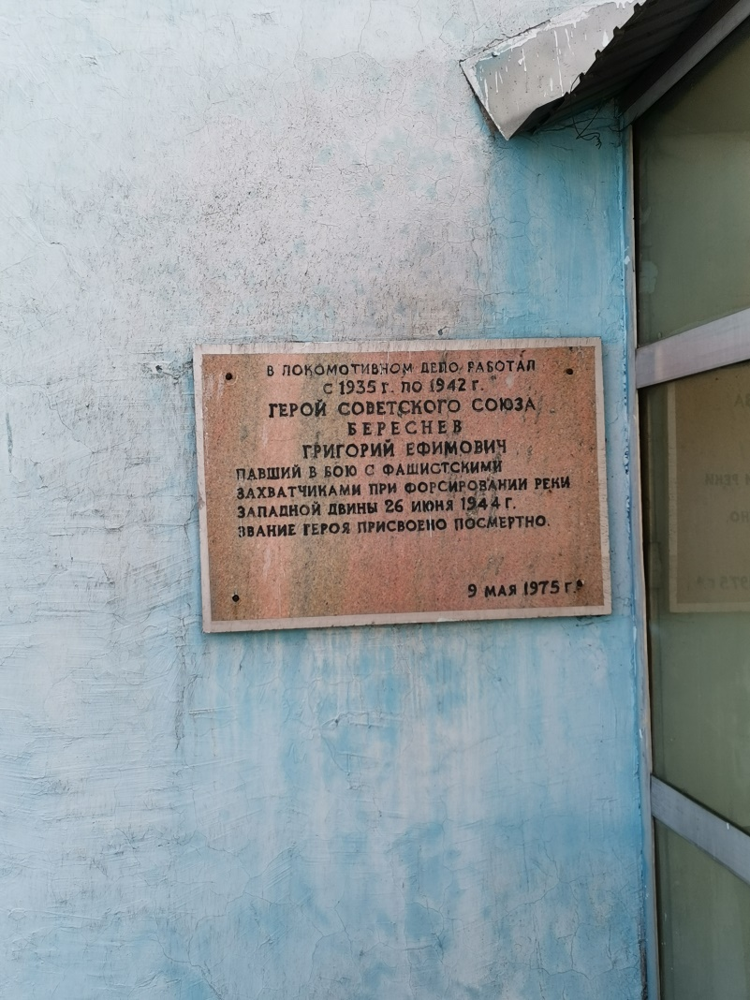 В ЛОКОМОТИВНОМ ДЕПО РАБОТАЛ
С 1935 г. ПО 1942 г.
ГЕРОЙ СОВЕТСКОГО СОЮЗА
БЕРЕСНЕВ
ГРИГОРИЙ ЕФИМОВИЧ
ПАВШИЙ В БОЮ С ФАШИСТСКИМИ
ЗАХВАТЧИКАМИ ПРИ ФОРСИРОВАНИИ РЕКИ
ЗАПАДНОЙ ДВИНЫ 26 ИЮНЯ 1944 г.
ЗВАНИЕ ГЕРОЯ ПРИСВОЕНО ПОСМЕРТНО.
9 МАЯ 1975 г.